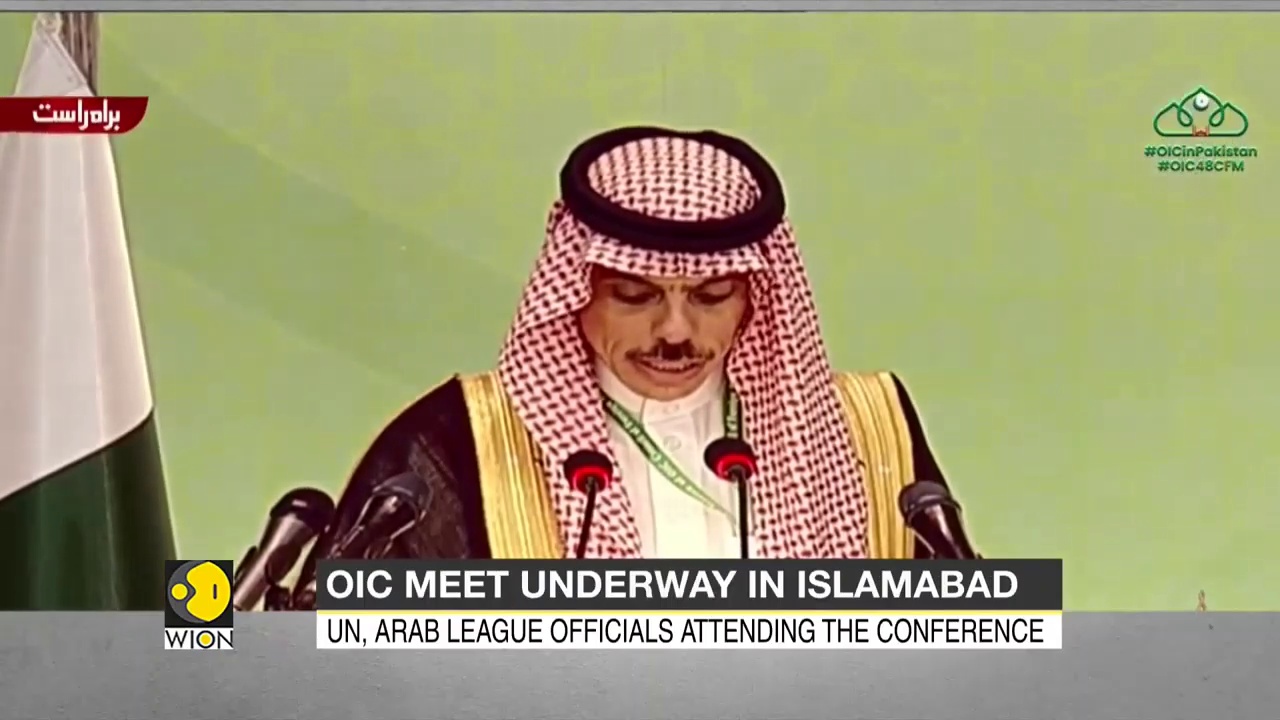 براہ راست
#OICinPakistan
#OIC48CFM
OIC MEET UNDERWAY IN ISLAMABAD
UN, ARAB LEAGUE OFFICIALS ATTENDING THE CONFERENCE
WION